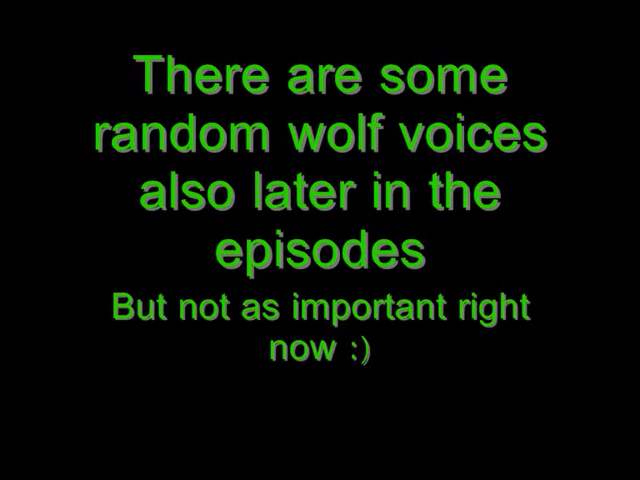 There are some
random wolf voices
also later in the
episodes
But not as important right
now :)